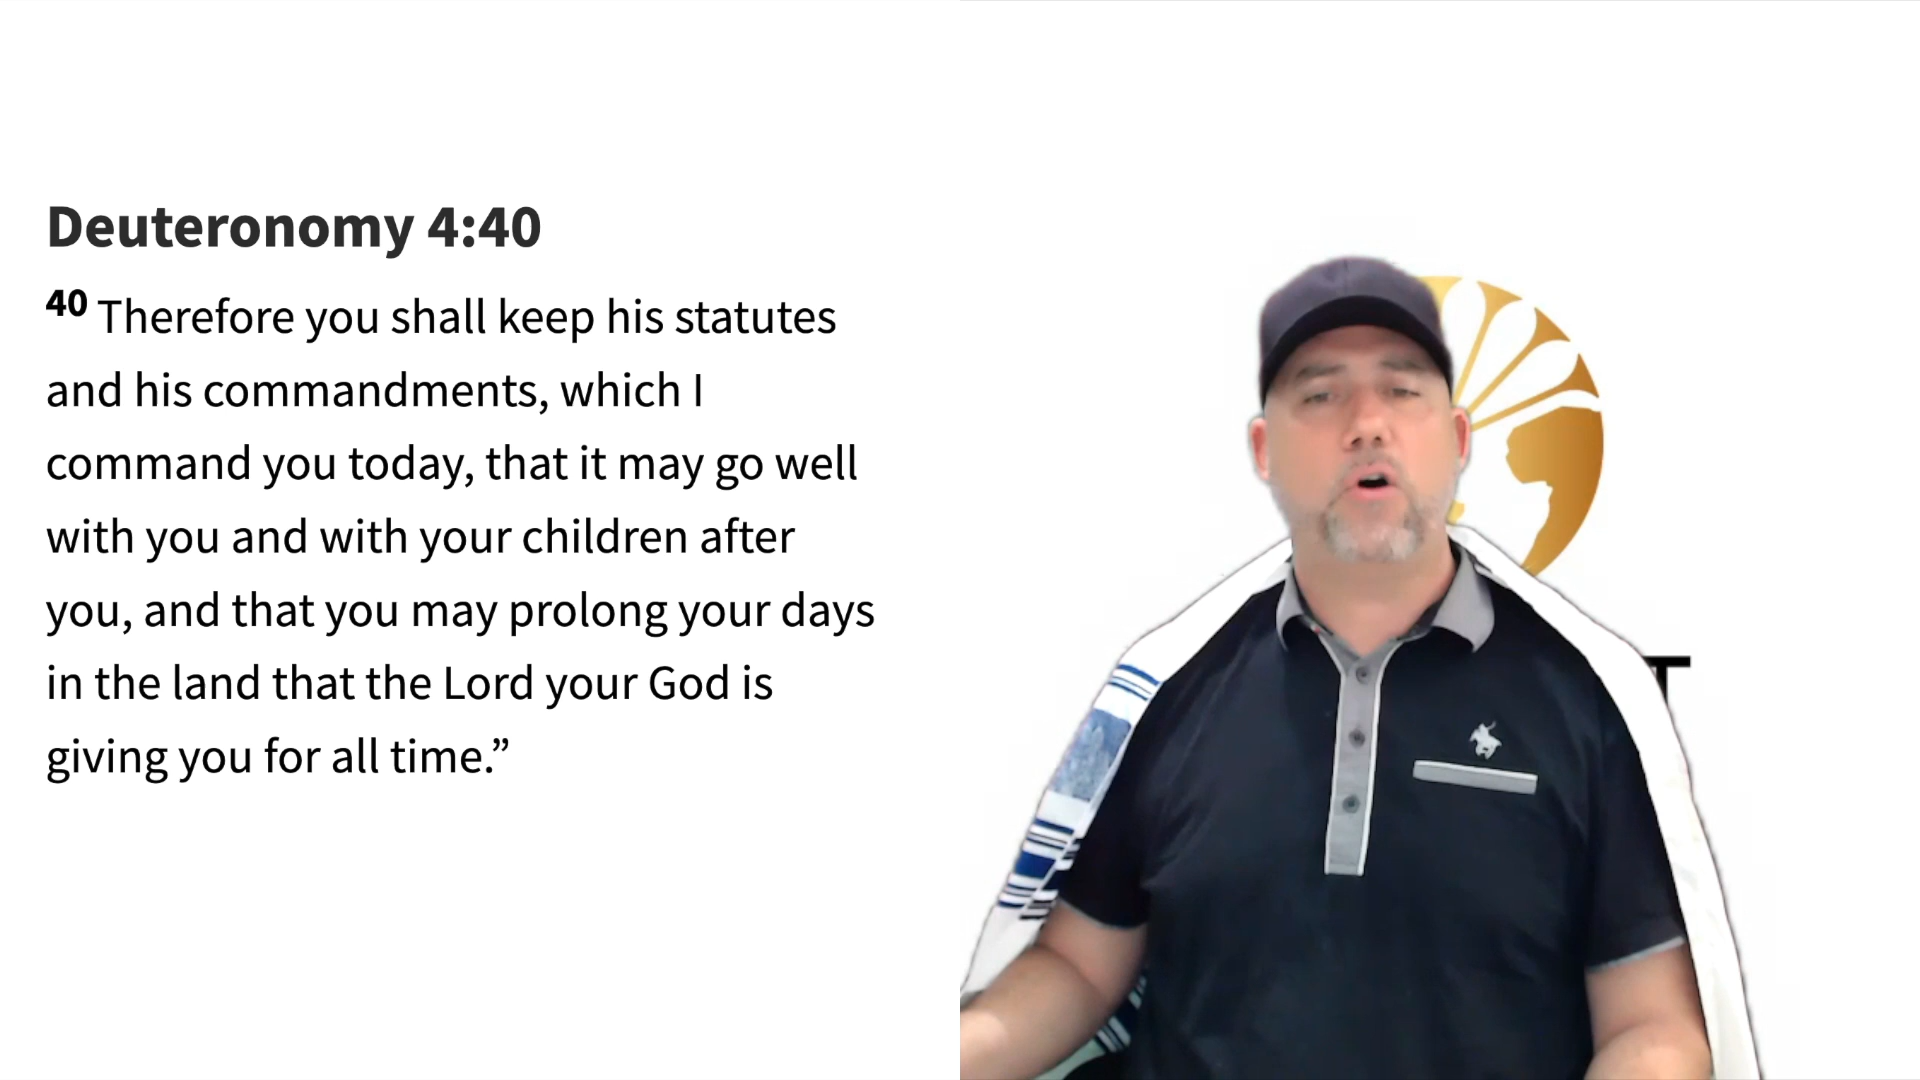 Deuteronomy 4:40
40 Therefore you shall keep his statutes
and his commandments, which I
command you today, that it may go well
with you and with your children after
you, and that you may prolong your days
in the land that the Lord your God is
giving you for all time.”
T